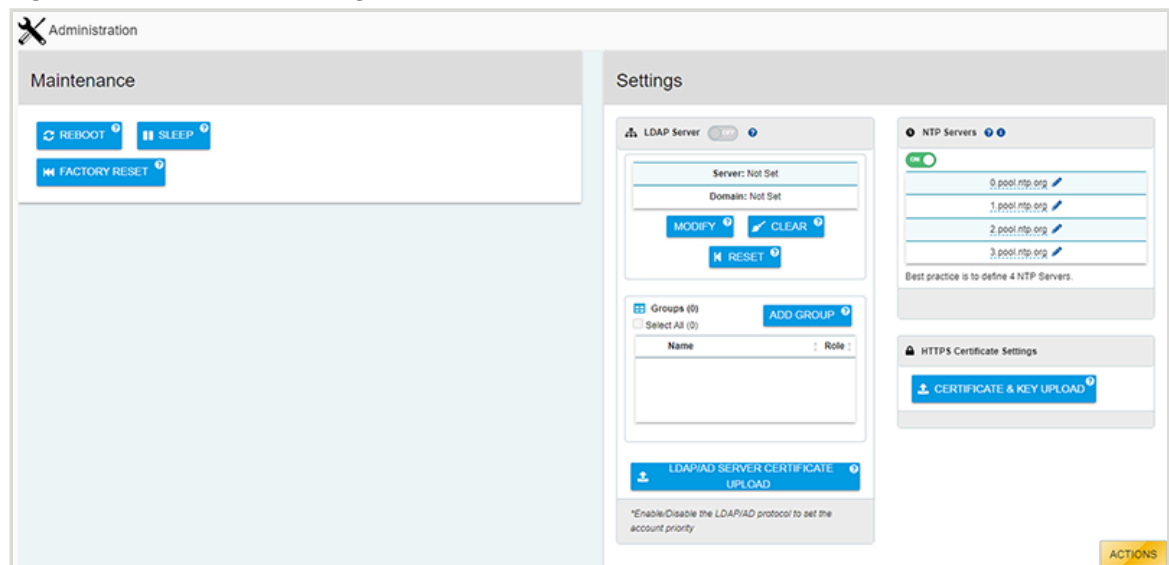 Administration
Maintenance
REBOOT
SLEEP
FACTORY RESET
Settings
LDAP Server OFF
Server: Not Set
Domain: Not Set
MODIFY
CLEAR
RESET
Groups (0)
Select All (0)
ADD GROUP
Name Role
LDAP/AD SERVER CERTIFICATE
UPLOAD
*Enable/Disable the LDAP/AD protocol to set the
account priority
NTP Servers
ON
0.pool.ntp.org
1.pool.ntp.org
2.pool.ntp.org
3.pool.ntp.org
Best practice is to define 4 NTP Servers.
HTTPS Certificate Settings
CERTIFICATE & KEY UPLOAD
ACTIONS